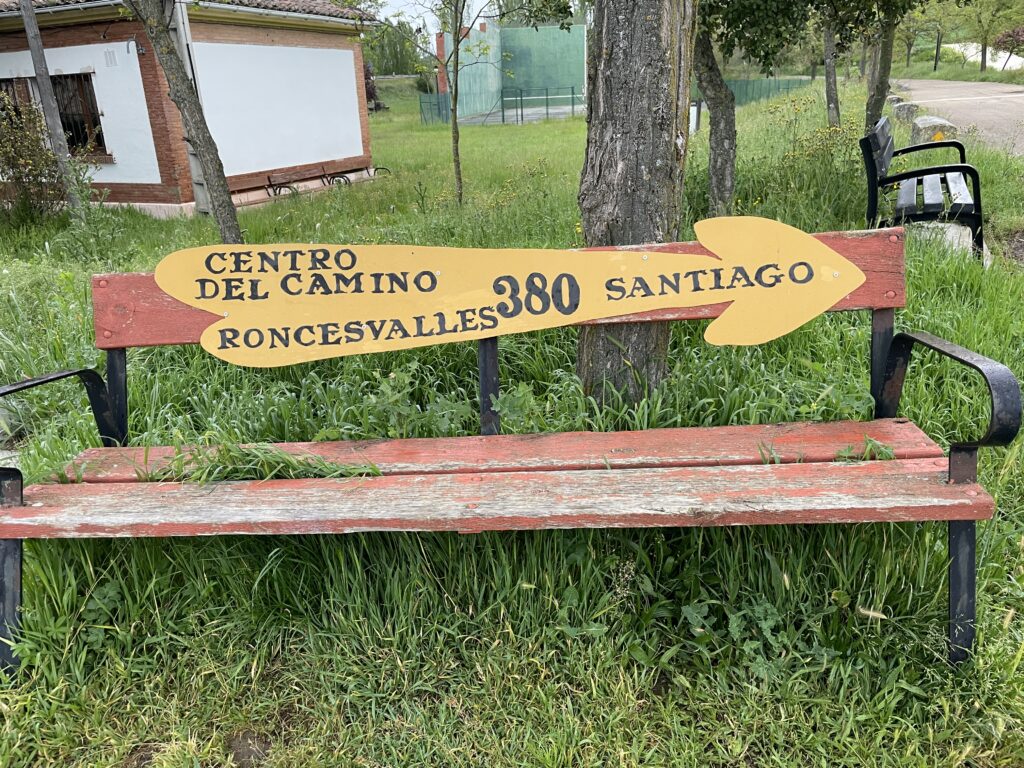 CENTRO
DEL CAMINO
RONCESVALLES 380 SANTIAGO